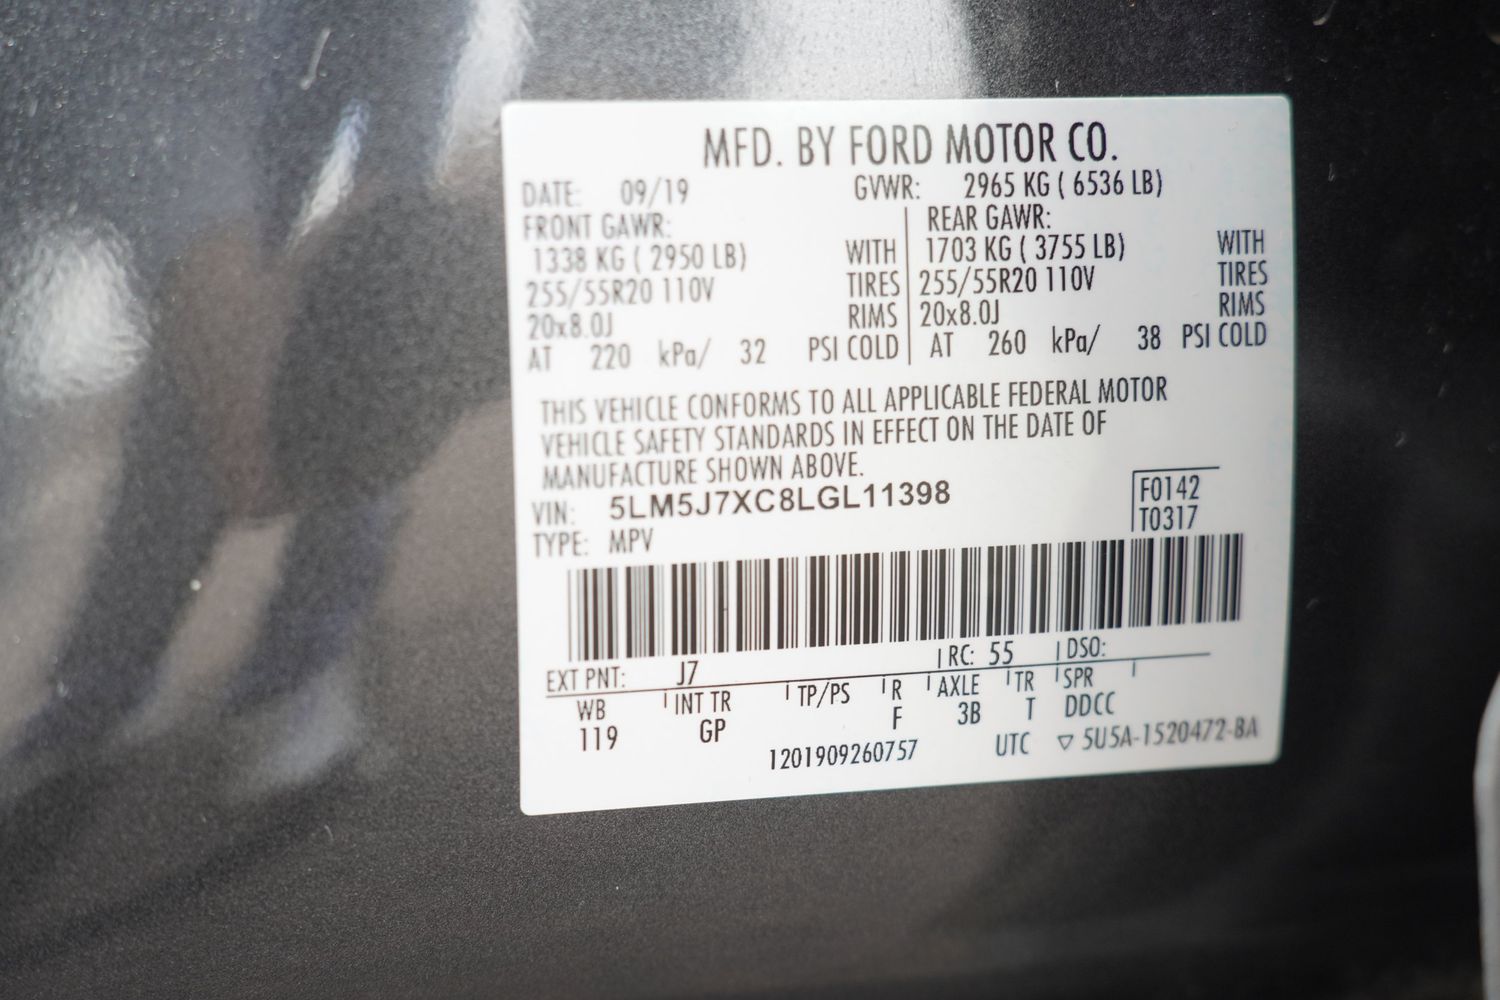 MFD. BY FORD MOTOR CO.
DATE: 09/19 GVWR: 2965 KG ( 6536 LB)
FRONT GAWR: REAR GAWR:
1338 KG ( 2950 LB) WITH 1703 KG ( 3755 LB) WITH
255/55R20 110V TIRES 255/55R20 110V TIRES
20x8.0J RIMS 20x8.0J RIMS
AT 220 kPa/ 32 PSI COLD AT 260 kPa/ 38 PSI COLD
THIS VEHICLE CONFORMS TO ALL APPLICABLE FEDERAL MOTOR
VEHICLE SAFETY STANDARDS IN EFFECT ON THE DATE OF
MANUFACTURE SHOWN ABOVE.
VIN: 5LM5J7XC8LGL11398 F0142
TYPE: MPV T0317
EXT PNT: J7 RC: 55 DSO:
WB INT TR TP/PS R AXLE TR SPR
119 GP F 3B T DDCC
1201909260757 UTC ▽ 5U5A-1520472-BA